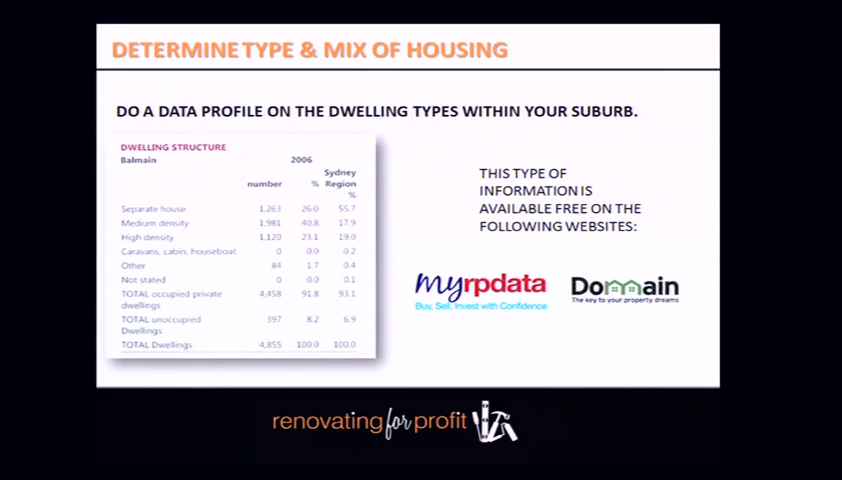 DETERMINE TYPE & MIX OF HOUSING
DO A DATA PROFILE ON THE DWELLING TYPES WITHIN YOUR SUBURB.
DWELLING STRUCTURE
Balmain 2006
number % Sydney Region %
Separate house 1,263 26.0 55.7
Medium density 1,981 40.8 17.9
High density 1,120 23.1 19.0
Caravans, cabin, houseboat 0 0.0 0.2
Other 84 1.7 0.4
Not stated 0 0.0 0.1
TOTAL occupied private dwellings 4,458 91.8 93.1
TOTAL unoccupied Dwellings 397 8.2 6.9
TOTAL Dwellings 4,855 100.0 100.0
THIS TYPE OF
INFORMATION IS
AVAILABLE FREE ON THE
FOLLOWING WEBSITES:
myrpdata
Buy, Sell, Invest with Confidence
Domain
The key to your property dreams
renovating for profit